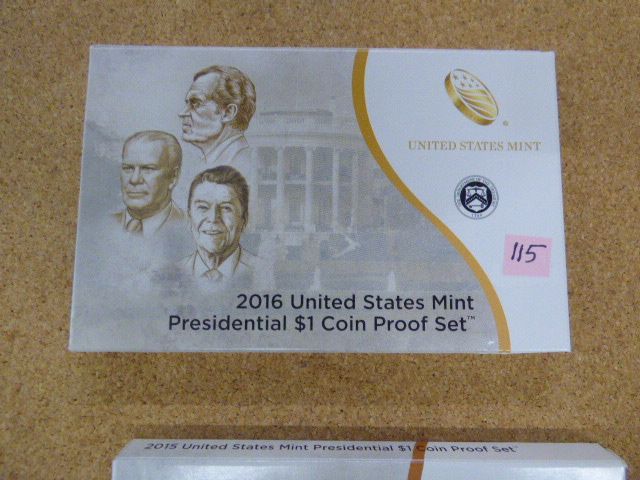 UNITED STATES MINT
115
2016 United States Mint
Presidential $1 Coin Proof Set™
2015 United States Mint Presidential $1 Coin Proof Set™